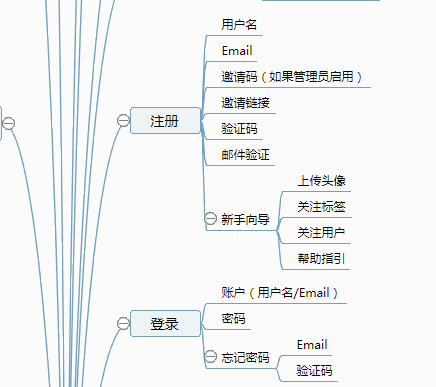 用户名
Email
邀请码（如果管理员启用）
邀请链接
注册
验证码
邮件验证
上传头像
关注标签
新手向导
关注用户
帮助指引
账户（用户名/Email）
登录
密码
忘记密码
Email
验证码